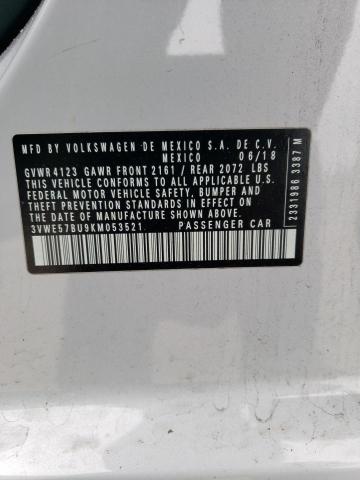 MFD BY VOLKSWAGEN DE MEXICO S.A. DE C.V.
MEXICO 06/18
GVWR 4123 GAWR FRONT 2161 / REAR 2072 LBS
THIS VEHICLE CONFORMS TO ALL APPLICABLE U.S.
FEDERAL MOTOR VEHICLE SAFETY, BUMPER AND
THEFT PREVENTION STANDARDS IN EFFECT ON
THE DATE OF MANUFACTURE SHOWN ABOVE
3VWE57BU9KM053521 PASSENGER CAR
2331986 3387 M